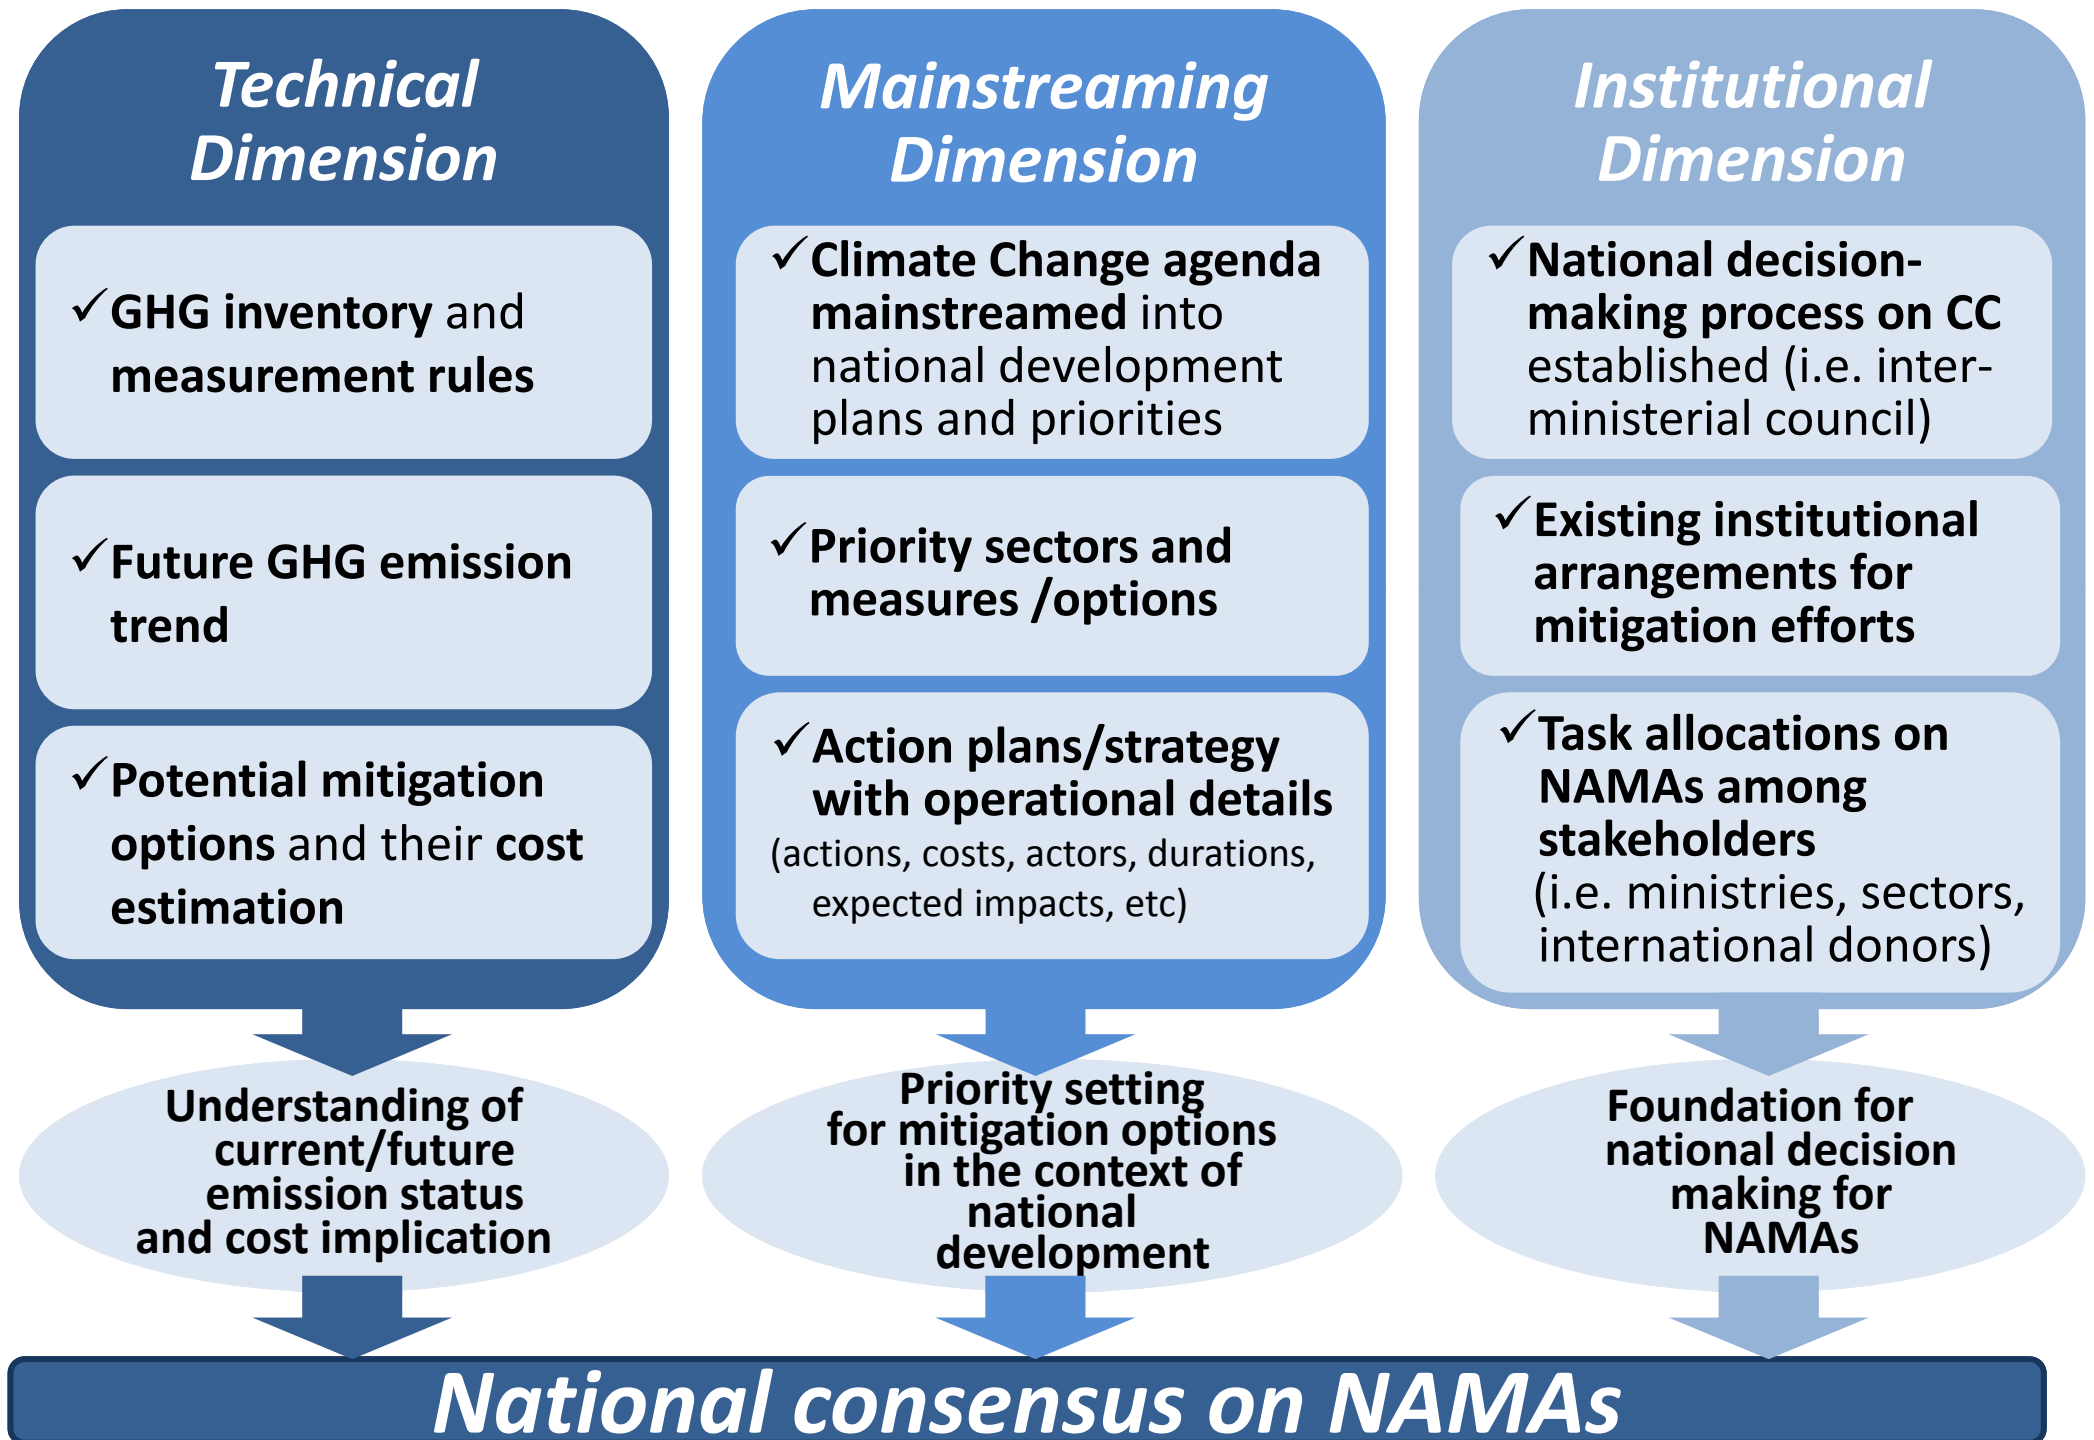 Technical
Dimension
✓GHG inventory and
measurement rules
✓Future GHG emission
trend
✓Potential mitigation
options and their cost
estimation
Understanding of
current/future
emission status
and cost implication
Mainstreaming
Dimension
✓Climate Change agenda
mainstreamed into
national development
plans and priorities
✓Priority sectors and
measures /options
✓Action plans/strategy
with operational details
(actions, costs, actors, durations,
expected impacts, etc)
Priority setting
for mitigation options
in the context of
national
development
Institutional
Dimension
✓National decision-
making process on CC
established (i.e. inter-
ministerial council)
✓Existing institutional
arrangements for
mitigation efforts
✓Task allocations on
NAMAs among
stakeholders
(i.e. ministries, sectors,
international donors)
Foundation for
national decision
making for
NAMAs
National consensus on NAMAs